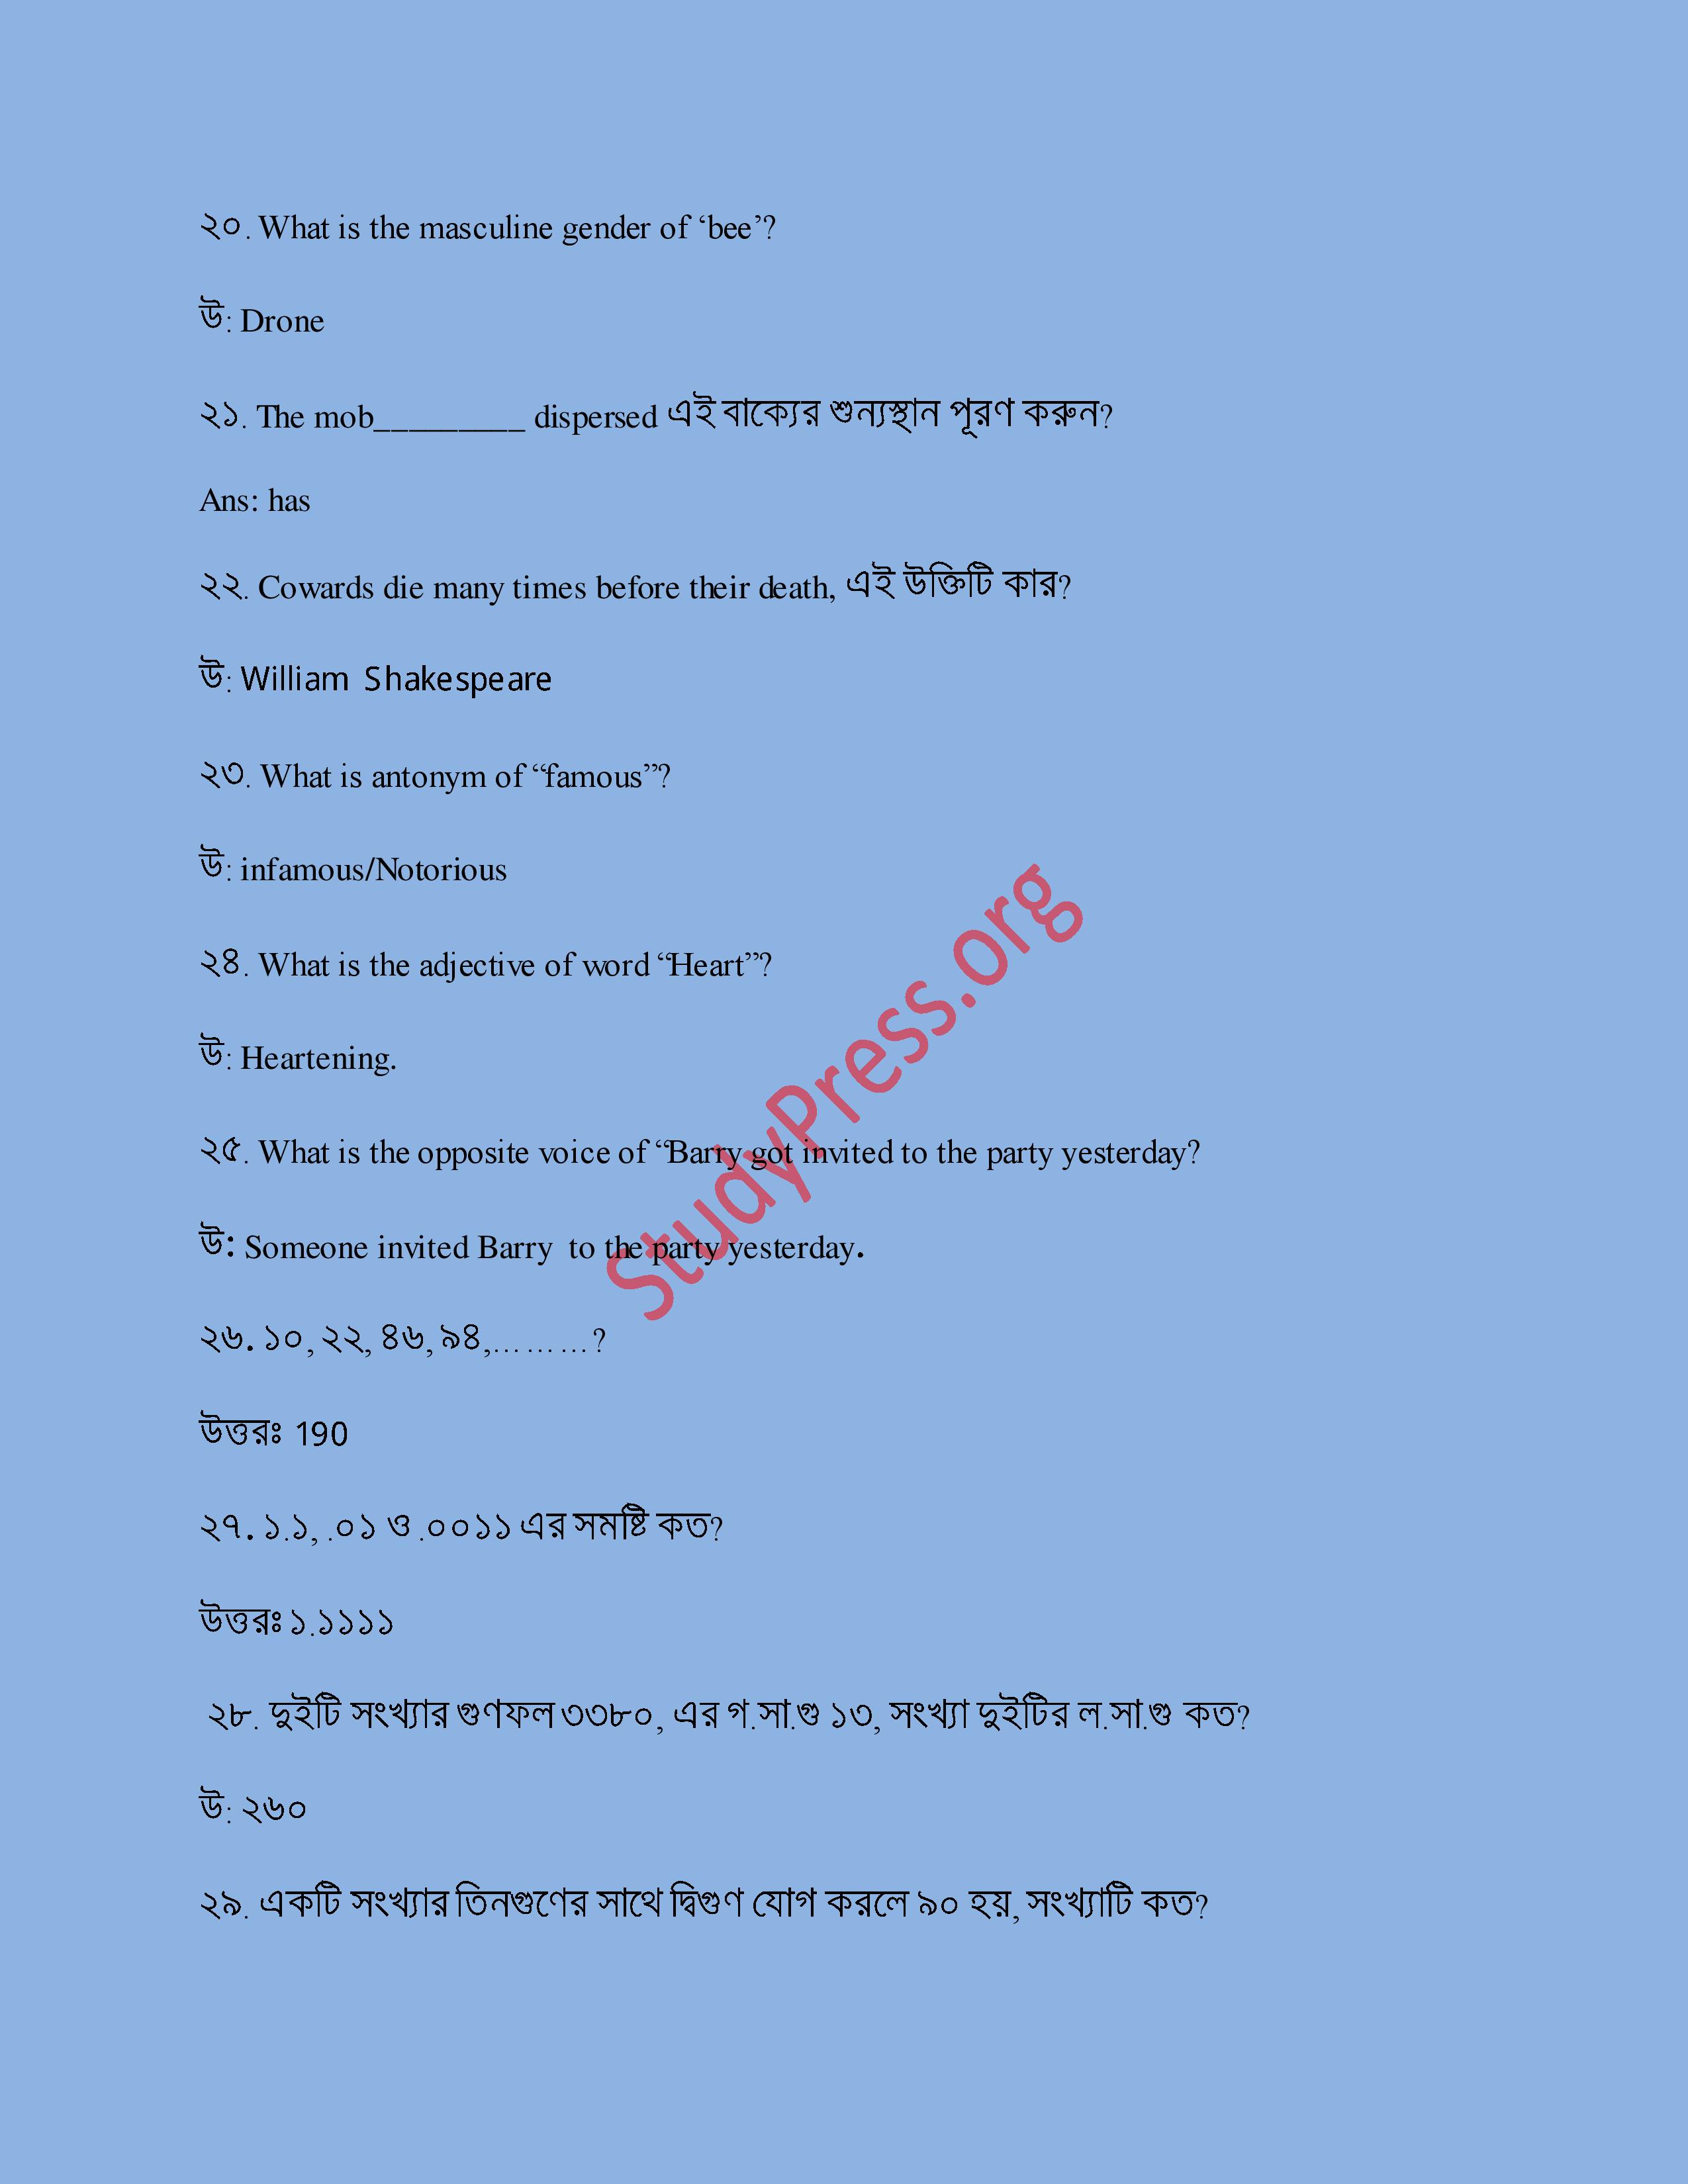 ২০. What is the masculine gender of ‘bee’?
উ: Drone
২১. The mob_________ dispersed এই বাক্যের শুন্যস্থান পূরণ করুন?
Ans: has
২২. Cowards die many times before their death, এই উক্তিটি কার?
উ: William Shakespeare
২৩. What is antonym of “famous”?
উ: infamous/Notorious
২৪. What is the adjective of word “Heart”?
উ: Heartening.
২৫. What is the opposite voice of “Barry got invited to the party yesterday?
উ: Someone invited Barry to the party yesterday.
২৬. ১০, ২২, ৪৬, ৯৪,………?
উত্তরঃ 190
২৭. ১.১, .০১ ও .০০১১ এর সমষ্টি কত?
উত্তরঃ ১.১১১১
২৮. দুইটি সংখ্যার গুণফল ৩৩৮০, এর গ.সা.গু ১৩, সংখ্যা দুইটির ল.সা.গু কত?
উ: ২৬০
২৯. একটি সংখ্যার তিনগুণের সাথে দ্বিগুণ যোগ করলে ৯০ হয়, সংখ্যাটি কত?
StudyPress.org